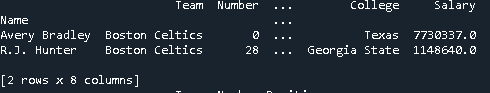 Team Number ... College Salary
Name ...
Avery Bradley Boston Celtics 0 ... Texas 7730337.0
R.J. Hunter Boston Celtics 28 ... Georgia State 1148640.0
[2 rows x 8 columns]